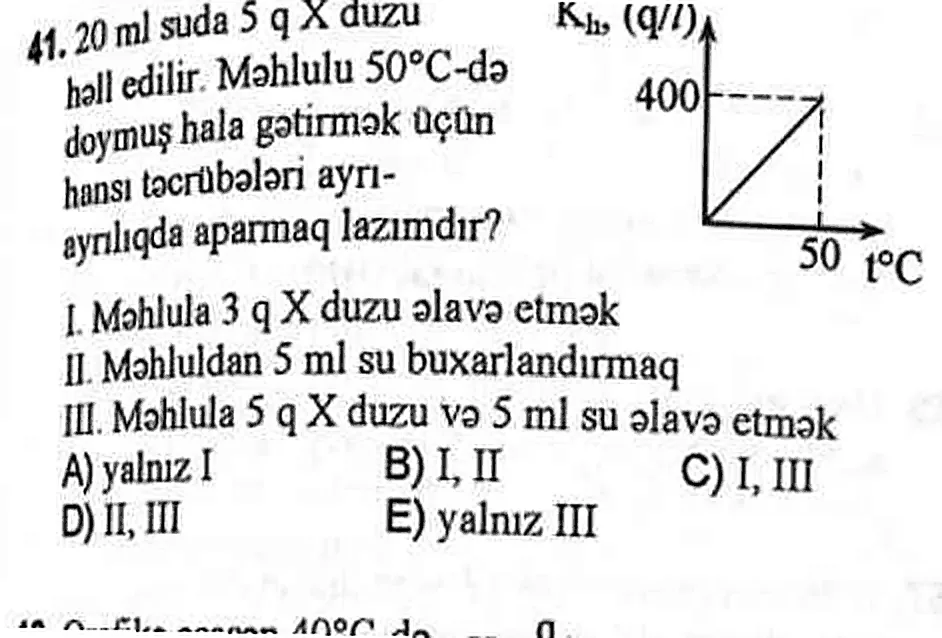 41. 20 ml suda 5 q X duzu
həll edilir. Məhlulu 50°C-də
doymuş hala gətirmək üçün
hansı təcrübələri ayrı-
ayrılıqda aparmaq lazımdır?
K_h, (q/l)
400
50 t°C
I. Məhlula 3 q X duzu əlavə etmək
II. Məhluldan 5 ml su buxarlandırmaq
III. Məhlula 5 q X duzu və 5 ml su əlavə etmək
A) yalnız I B) I, II C) I, III
D) II, III E) yalnız III
40°C